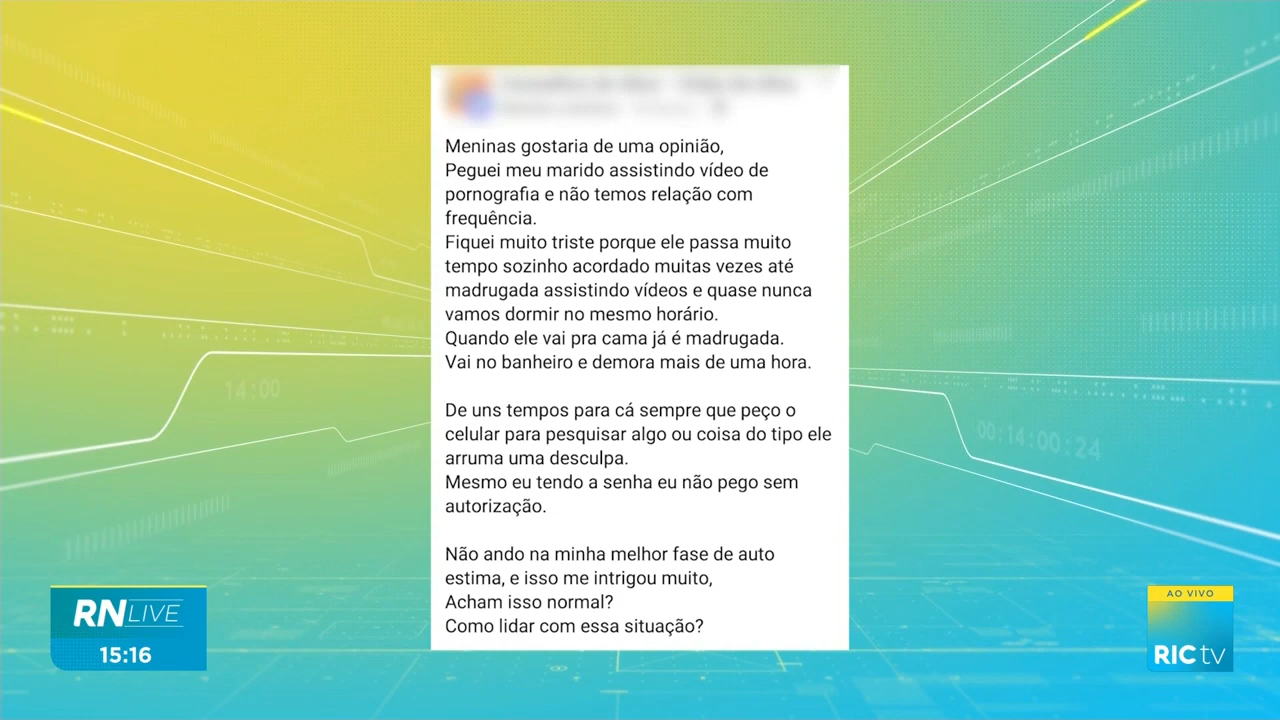 Meninas gostaria de uma opinião,
Peguei meu marido assistindo vídeo de
pornografia e não temos relação com
frequência.
Fiquei muito triste porque ele passa muito
tempo sozinho acordado muitas vezes até
madrugada assistindo vídeos e quase nunca
vamos dormir no mesmo horário.
Quando ele vai pra cama já é madrugada.
Vai no banheiro e demora mais de uma hora.
De uns tempos para cá sempre que peço o
celular para pesquisar algo ou coisa do tipo ele
arruma uma desculpa.
Mesmo eu tendo a senha eu não pego sem
autorização.
Não ando na minha melhor fase de auto
estima, e isso me intrigou muito,
Acham isso normal?
Como lidar com essa situação?
14:00
00:14:00:24
RN LIVE
15:16
AO VIVO
RIC tv